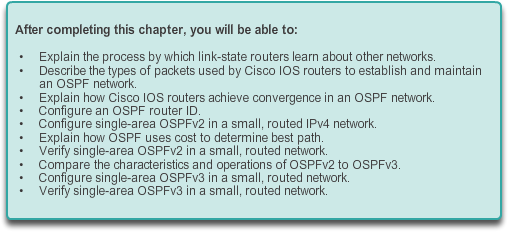 After completing this chapter, you will be able to:
• Explain the process by which link-state routers learn about other networks.
• Describe the types of packets used by Cisco IOS routers to establish and maintain
an OSPF network.
• Explain how Cisco IOS routers achieve convergence in an OSPF network.
• Configure an OSPF router ID.
• Configure single-area OSPFv2 in a small, routed IPv4 network.
• Explain how OSPF uses cost to determine best path.
• Verify single-area OSPFv2 in a small, routed network.
• Compare the characteristics and operations of OSPFv2 to OSPFv3.
• Configure single-area OSPFv3 in a small, routed network.
• Verify single-area OSPFv3 in a small, routed network.